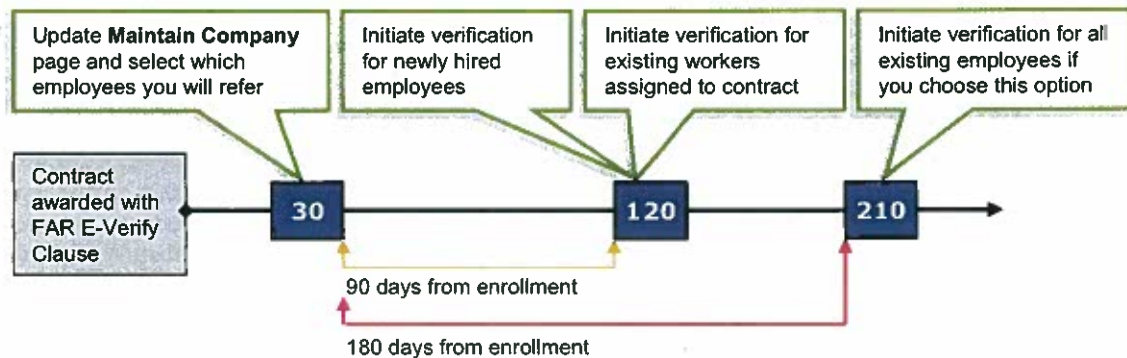 Update Maintain Company
page and select which
employees you will refer
Initiate verification
for newly hired
employees
Initiate verification for
existing workers
assigned to contract
Initiate verification for all
existing employees if
you choose this option
Contract
awarded with
FAR E-Verify
Clause
30
120
210
90 days from enrollment
180 days from enrollment